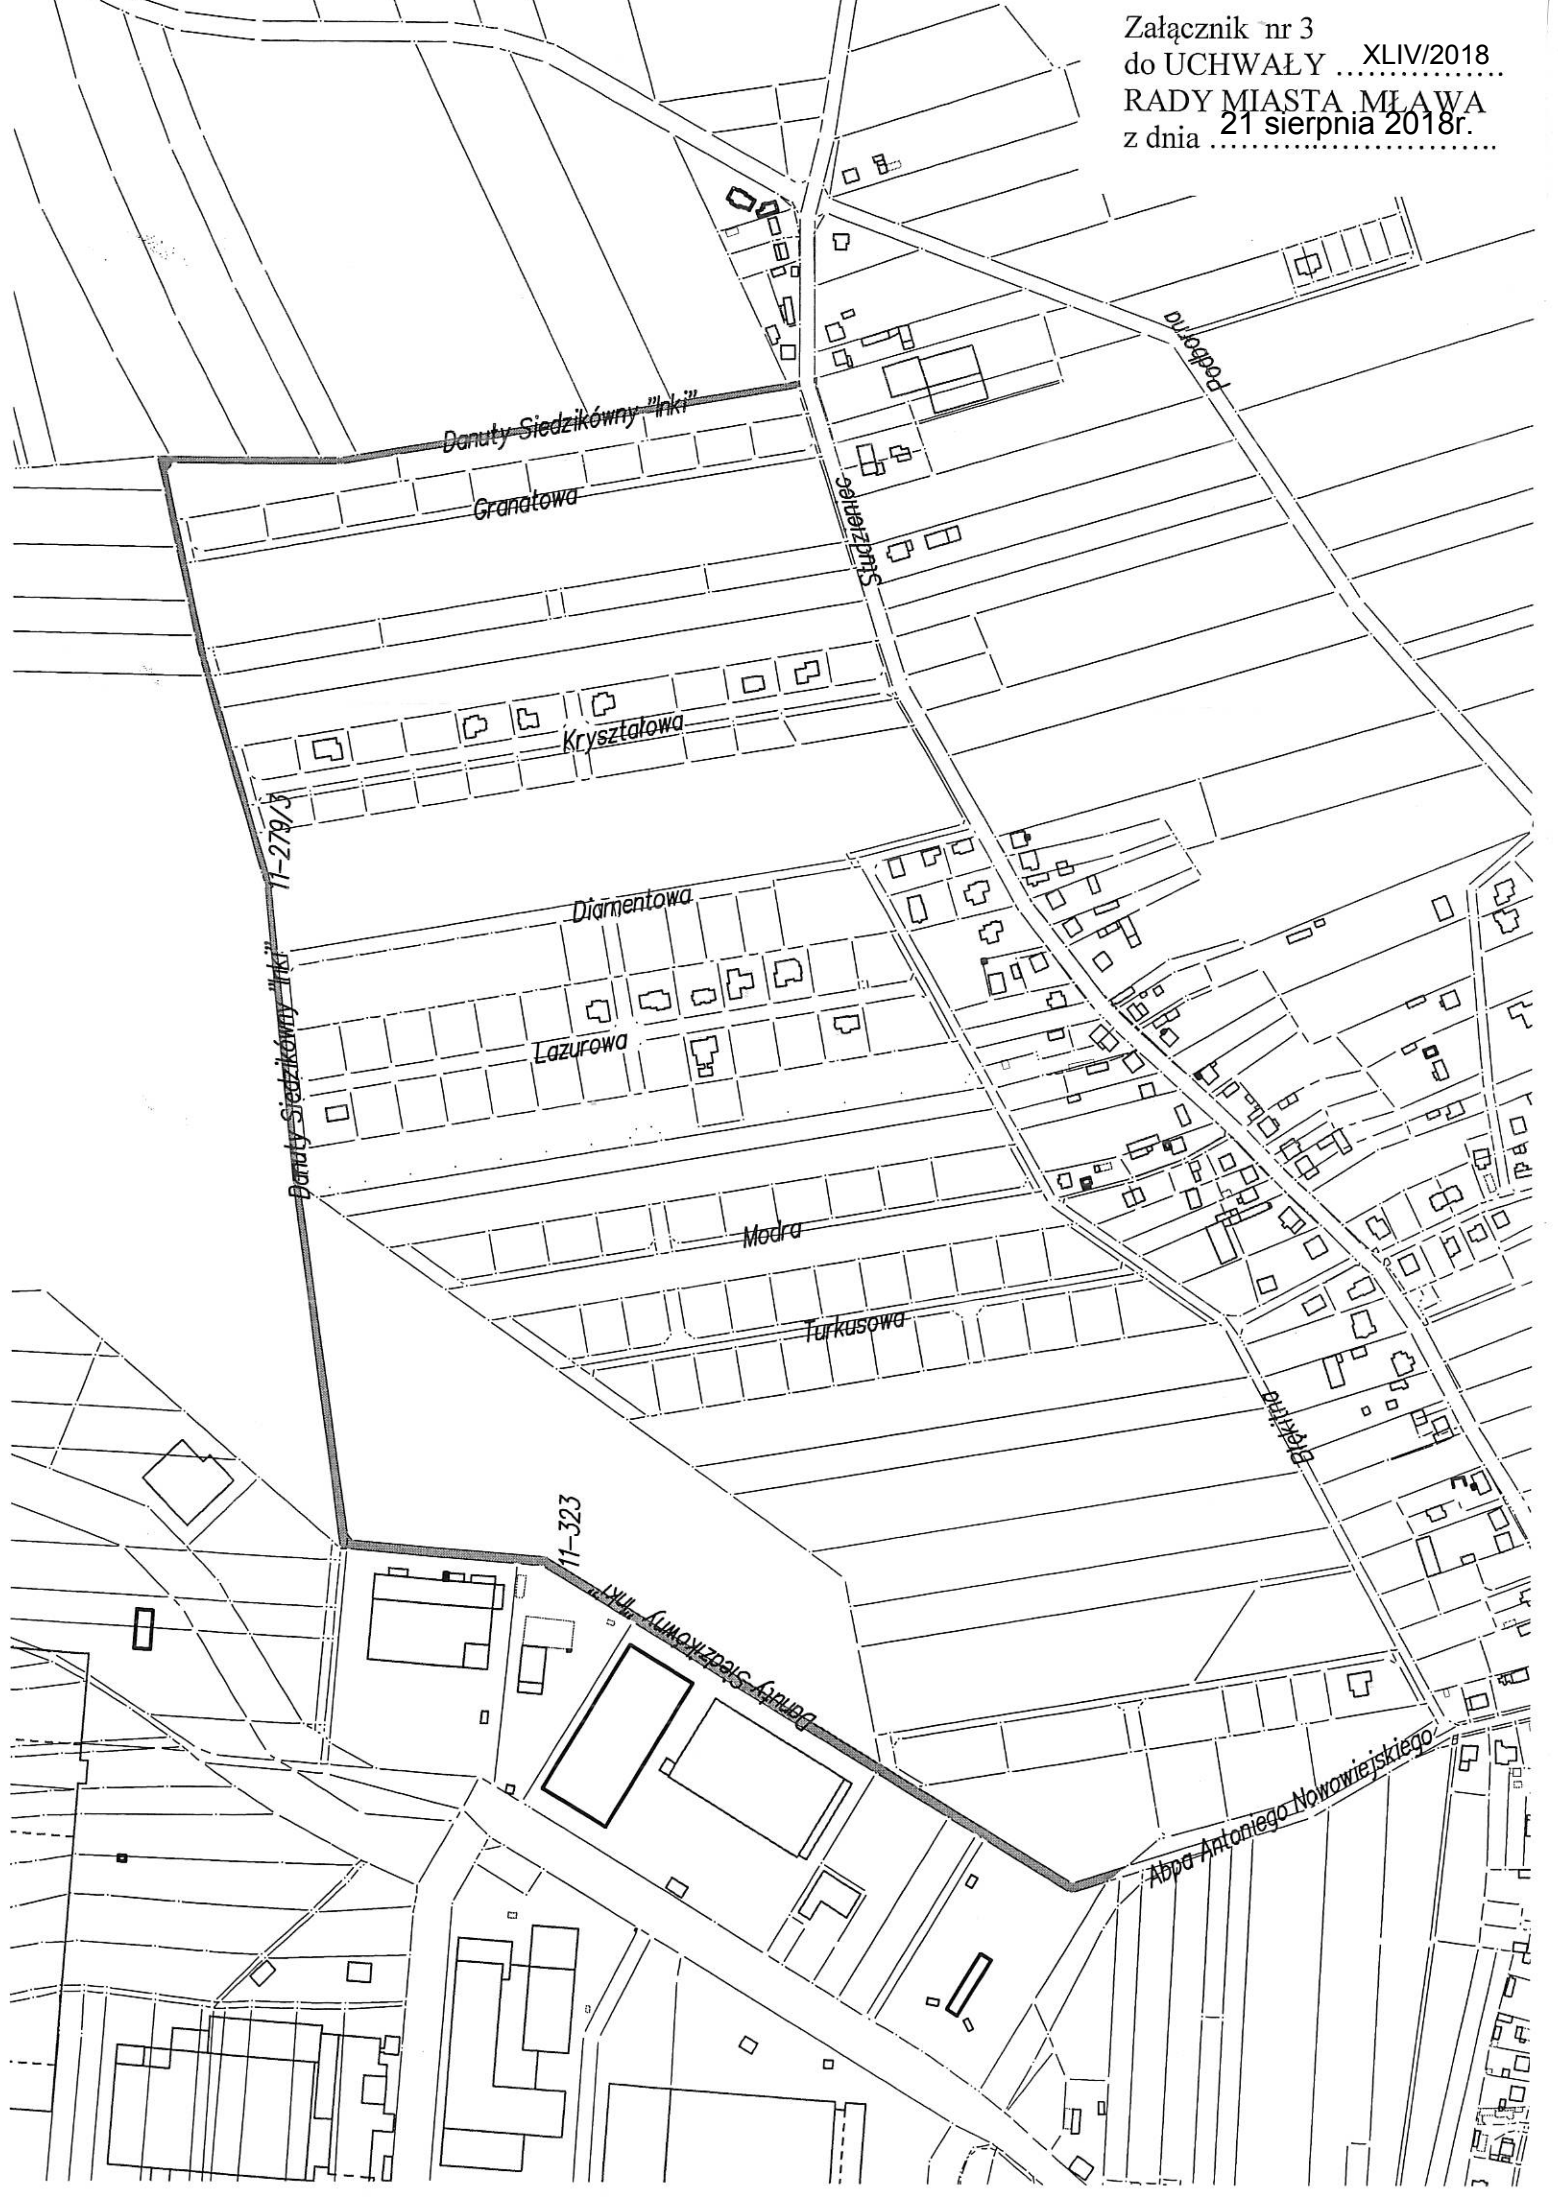 Załącznik nr 3
do UCHWAŁY XLIV/2018
RADY MIASTA MŁAWA
z dnia 21 sierpnia 2018r.
Podborna
Danuty Siedzikówny "Inki"
Granatowa
Studzieniec
Kryształowa
11-279/3
Diamentowa
Danuty Siedzikówny "Inki"
Lazurowa
Modra
Turkusowa
Błękitna
11-323
Danuty Siedzikówny "Inki"
Abpa Antoniego Nowowiejskiego